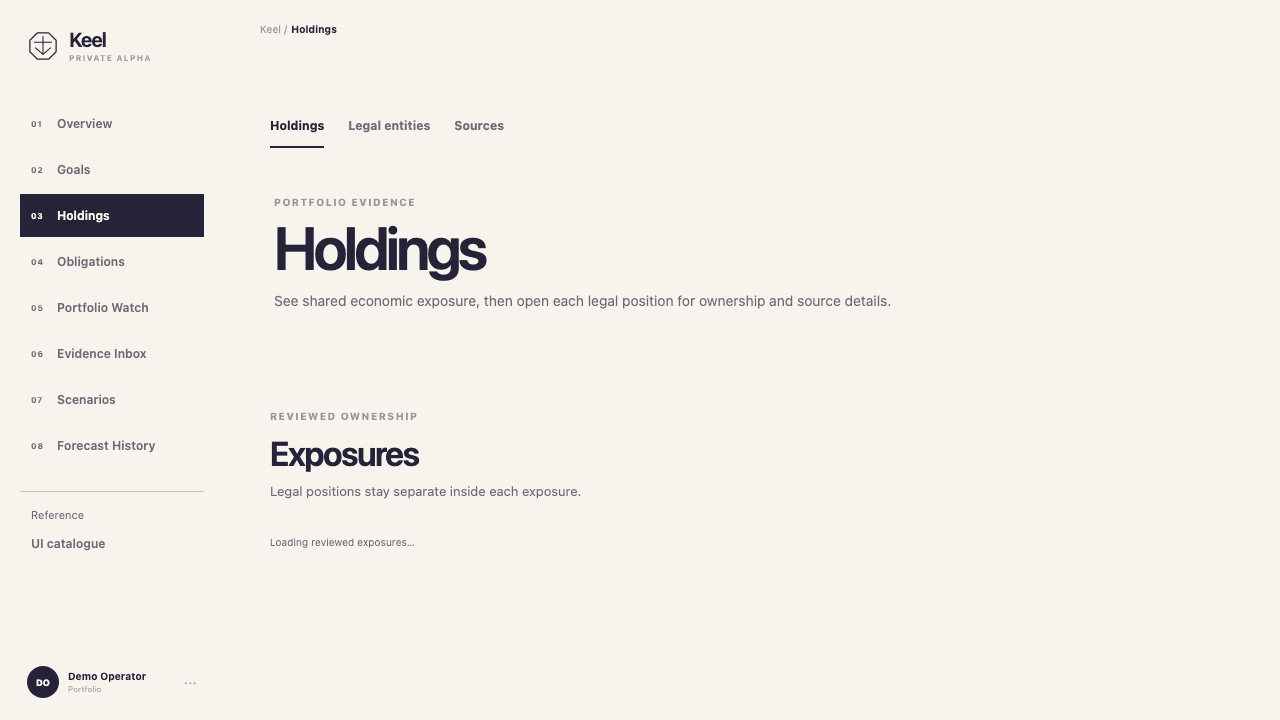 Keel
PRIVATE ALPHA
01 Overview
02 Goals
03 Holdings
04 Obligations
05 Portfolio Watch
06 Evidence Inbox
07 Scenarios
08 Forecast History
Reference
UI catalogue
DO
Demo Operator
Portfolio
...
Keel / Holdings
Holdings Legal entities Sources
PORTFOLIO EVIDENCE
Holdings
See shared economic exposure, then open each legal position for ownership and source details.
REVIEWED OWNERSHIP
Exposures
Legal positions stay separate inside each exposure.
Loading reviewed exposures...